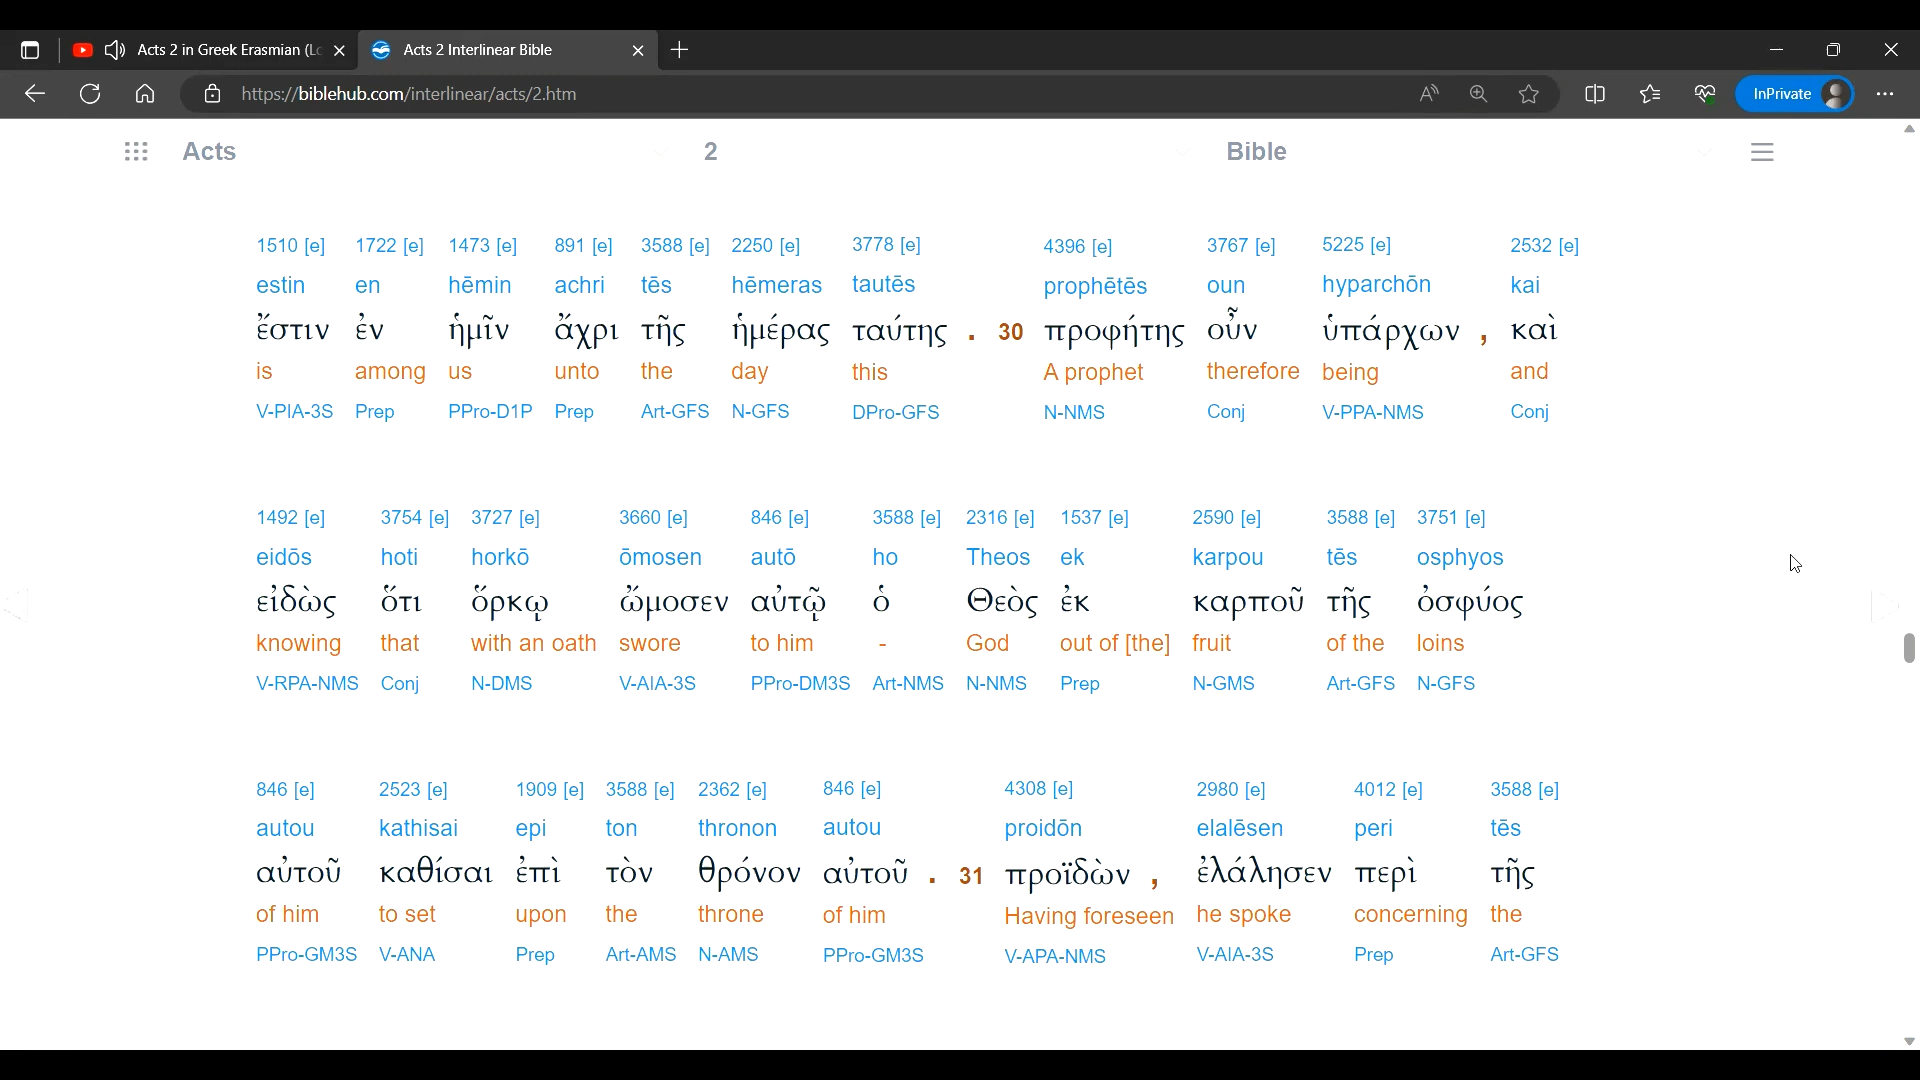 Acts 2 in Greek Erasmian (Lo
Acts 2 Interlinear Bible
https://biblehub.com/interlinear/acts/2.htm
InPrivate
Acts 2 Bible
1510 [e] 1722 [e] 1473 [e] 891 [e] 3588 [e] 2250 [e] 3778 [e] 4396 [e] 3767 [e] 5225 [e] 2532 [e]
estin en hēmin achri tēs hēmeras tautēs prophētēs oun hyparchōn kai
ἔστιν ἐν ἡμῖν ἄχρι τῆς ἡμέρας ταύτης . 30 προφήτης οὖν ὑπάρχων , καὶ
is among us unto the day this A prophet therefore being and
V-PIA-3S Prep PPro-D1P Prep Art-GFS N-GFS DPro-GFS N-NMS Conj V-PPA-NMS Conj
1492 [e] 3754 [e] 3727 [e] 3660 [e] 846 [e] 3588 [e] 2316 [e] 1537 [e] 2590 [e] 3588 [e] 3751 [e]
eidōs hoti horkō ōmosen autō ho Theos ek karpou tēs osphyos
εἰδὼς ὅτι ὅρκῳ ὤμοσεν αὐτῷ ὁ Θεὸς ἐκ καρποῦ τῆς ὀσφύος
knowing that with an oath swore to him - God out of [the] fruit of the loins
V-RPA-NMS Conj N-DMS V-AIA-3S PPro-DM3S Art-NMS N-NMS Prep N-GMS Art-GFS N-GFS
846 [e] 2523 [e] 1909 [e] 3588 [e] 2362 [e] 846 [e] 4308 [e] 2980 [e] 4012 [e] 3588 [e]
autou kathisai epi ton thronon autou proidōn elalēsen peri tēs
αὐτοῦ καθίσαι ἐπὶ τὸν θρόνον αὐτοῦ . 31 προϊδὼν , ἐλάλησεν περὶ τῆς
of him to set upon the throne of him Having foreseen he spoke concerning the
PPro-GM3S V-ANA Prep Art-AMS N-AMS PPro-GM3S V-APA-NMS V-AIA-3S Prep Art-GFS